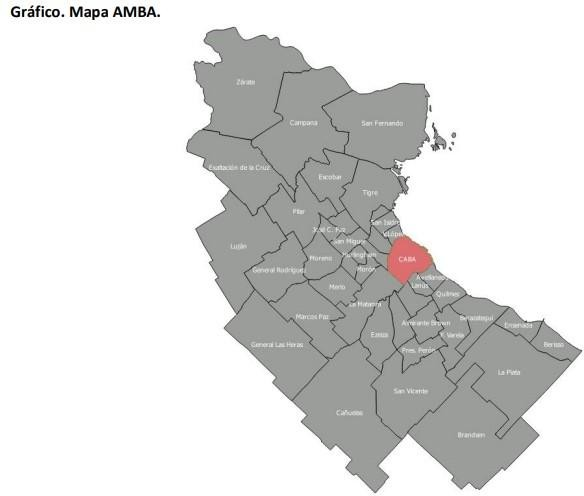 Gráfico. Mapa AMBA.
Zárate
Campana
San Fernando
Exaltación de la Cruz
Escobar
Tigre
Pilar
San Isidro
José C. Paz
V. López
San Miguel
Luján
Hurlingham
Moreno
CABA
General Rodríguez
Morón
Avellaneda
Merlo
Lanús
Quilmes
La Matanza
Marcos Paz
Almirante Brown
Berazategui
Ensenada
Ezeiza
F. Varela
General Las Heras
Berisso
Pres. Perón
La Plata
San Vicente
Cañuelas
Brandsen